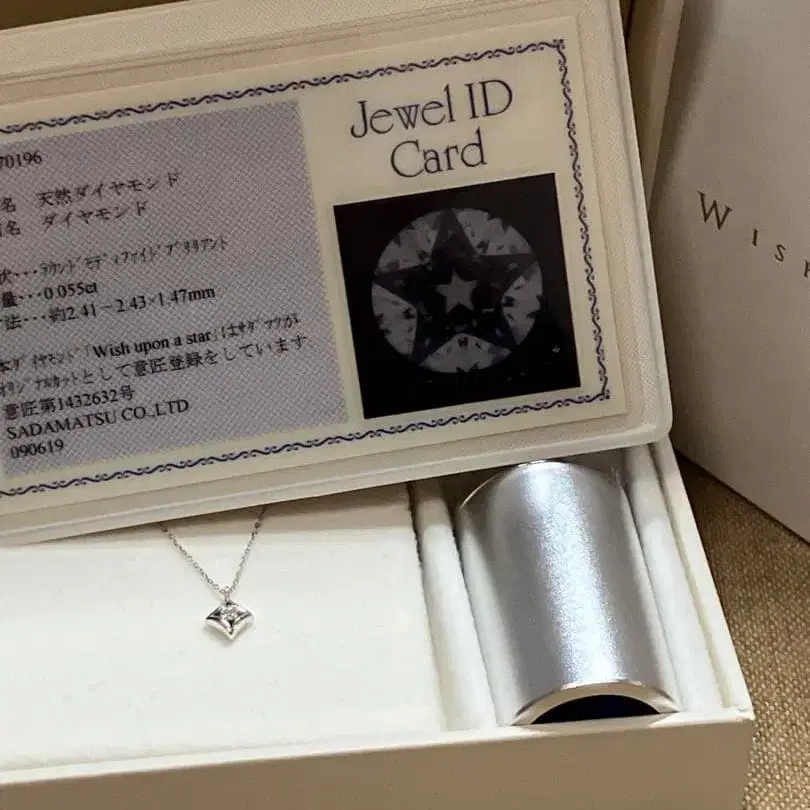 Jewel ID
Card
70196
名 天然ダイヤモンド
名 ダイヤモンド
状・・・ラウンドモディファイドブリリアント
量・・・0.055ct
法・・・約2.41－2.43×1.47mm
本ダイヤモンド「Wish upon a star」はサダマツが
オリジナルカットとして意匠登録をしています
意匠第1432632号
SADAMATSU CO.,LTD
090619
WISH